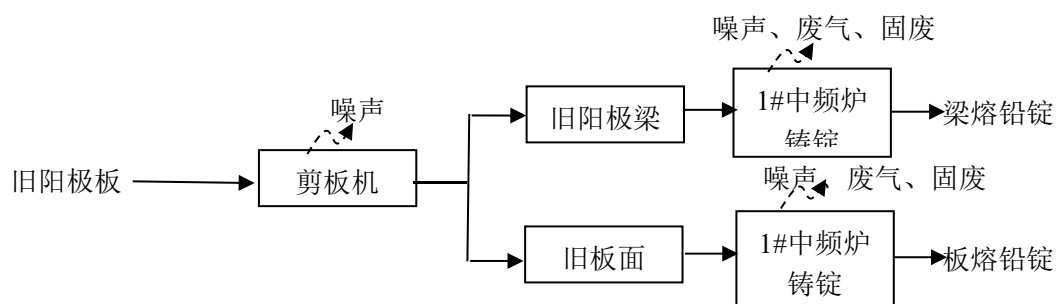 噪声、废气、固废
噪声
旧阳极梁
1#中频炉
铸锭
梁熔铅锭
旧阳极板
剪板机
噪声、废气、固废
旧板面
1#中频炉
铸锭
板熔铅锭